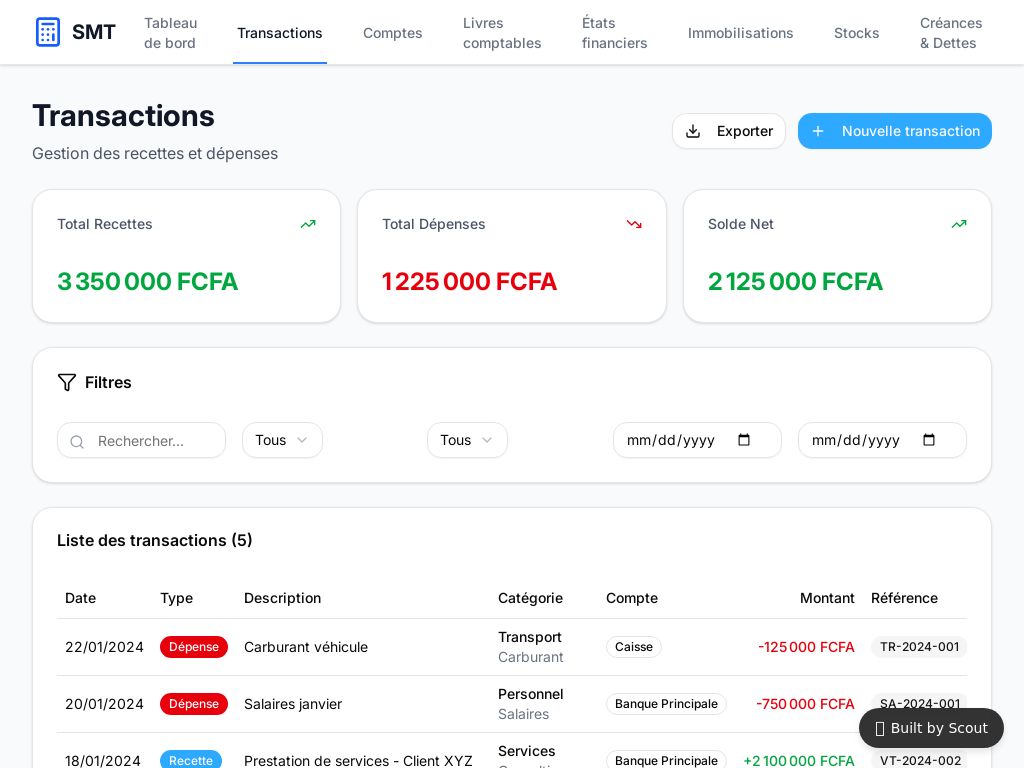 SMT
Tableau
de bord
Transactions
Comptes
Livres
comptables
États
financiers
Immobilisations
Stocks
Créances
& Dettes
Transactions
Gestion des recettes et dépenses
Exporter
Nouvelle transaction
Total Recettes
3 350 000 FCFA
Total Dépenses
1 225 000 FCFA
Solde Net
2 125 000 FCFA
Filtres
Rechercher...
Tous
Tous
mm/dd/yyyy
mm/dd/yyyy
Liste des transactions (5)
Date Type Description Catégorie Compte Montant Référence
22/01/2024 Dépense Carburant véhicule Transport Caisse -125 000 FCFA TR-2024-001
Carburant
20/01/2024 Dépense Salaires janvier Personnel Banque Principale -750 000 FCFA SA-2024-001
Salaires
18/01/2024 Recette Prestation de services - Client XYZ Services Banque Principale +2 100 000 FCFA VT-2024-002
Built by Scout